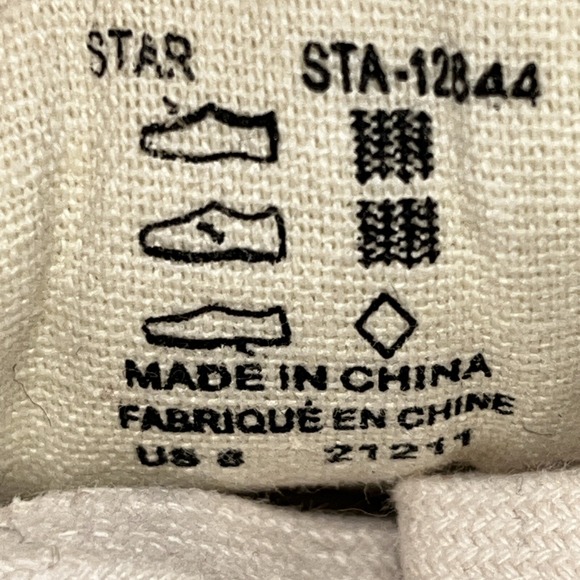 STAR STA-12844
MADE IN CHINA
FABRIQUÉ EN CHINE
US 8 21211